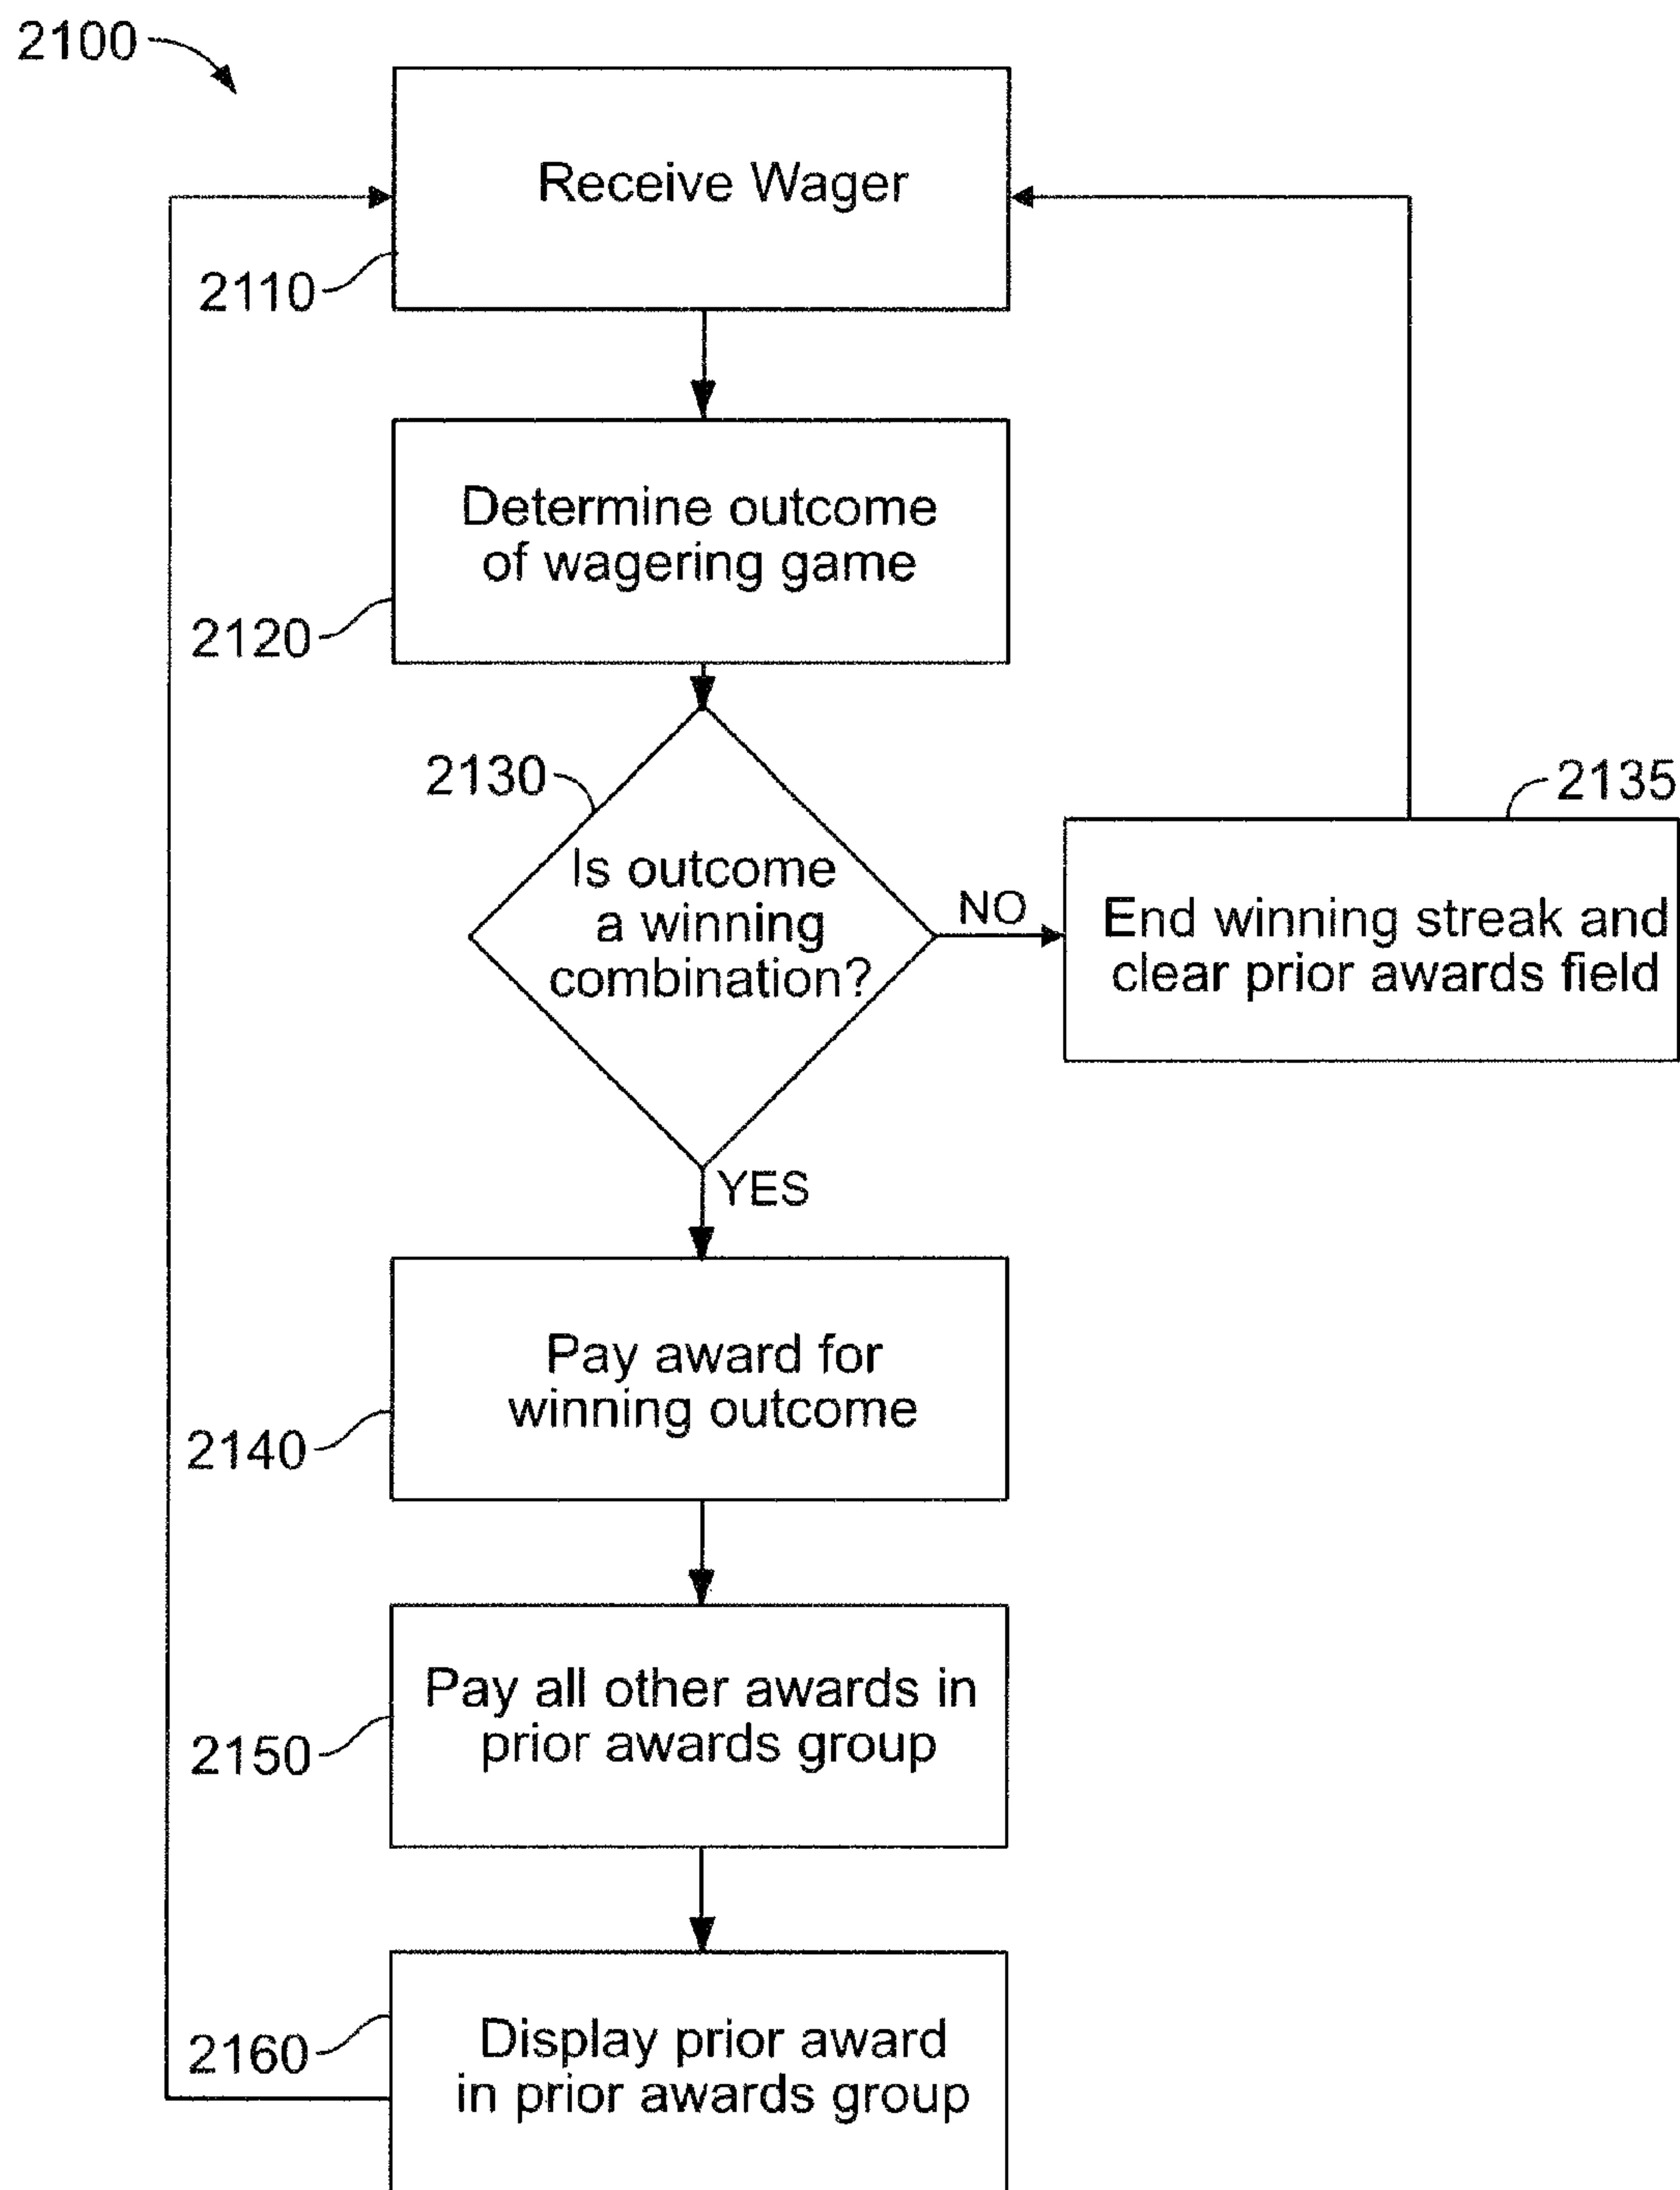 2100
Receive Wager
2110
Determine outcome
of wagering game
2120
2130
Is outcome
a winning
combination?
NO
2135
End winning streak and
clear prior awards field
YES
Pay award for
winning outcome
2140
Pay all other awards in
prior awards group
2150
Display prior award
in prior awards group
2160